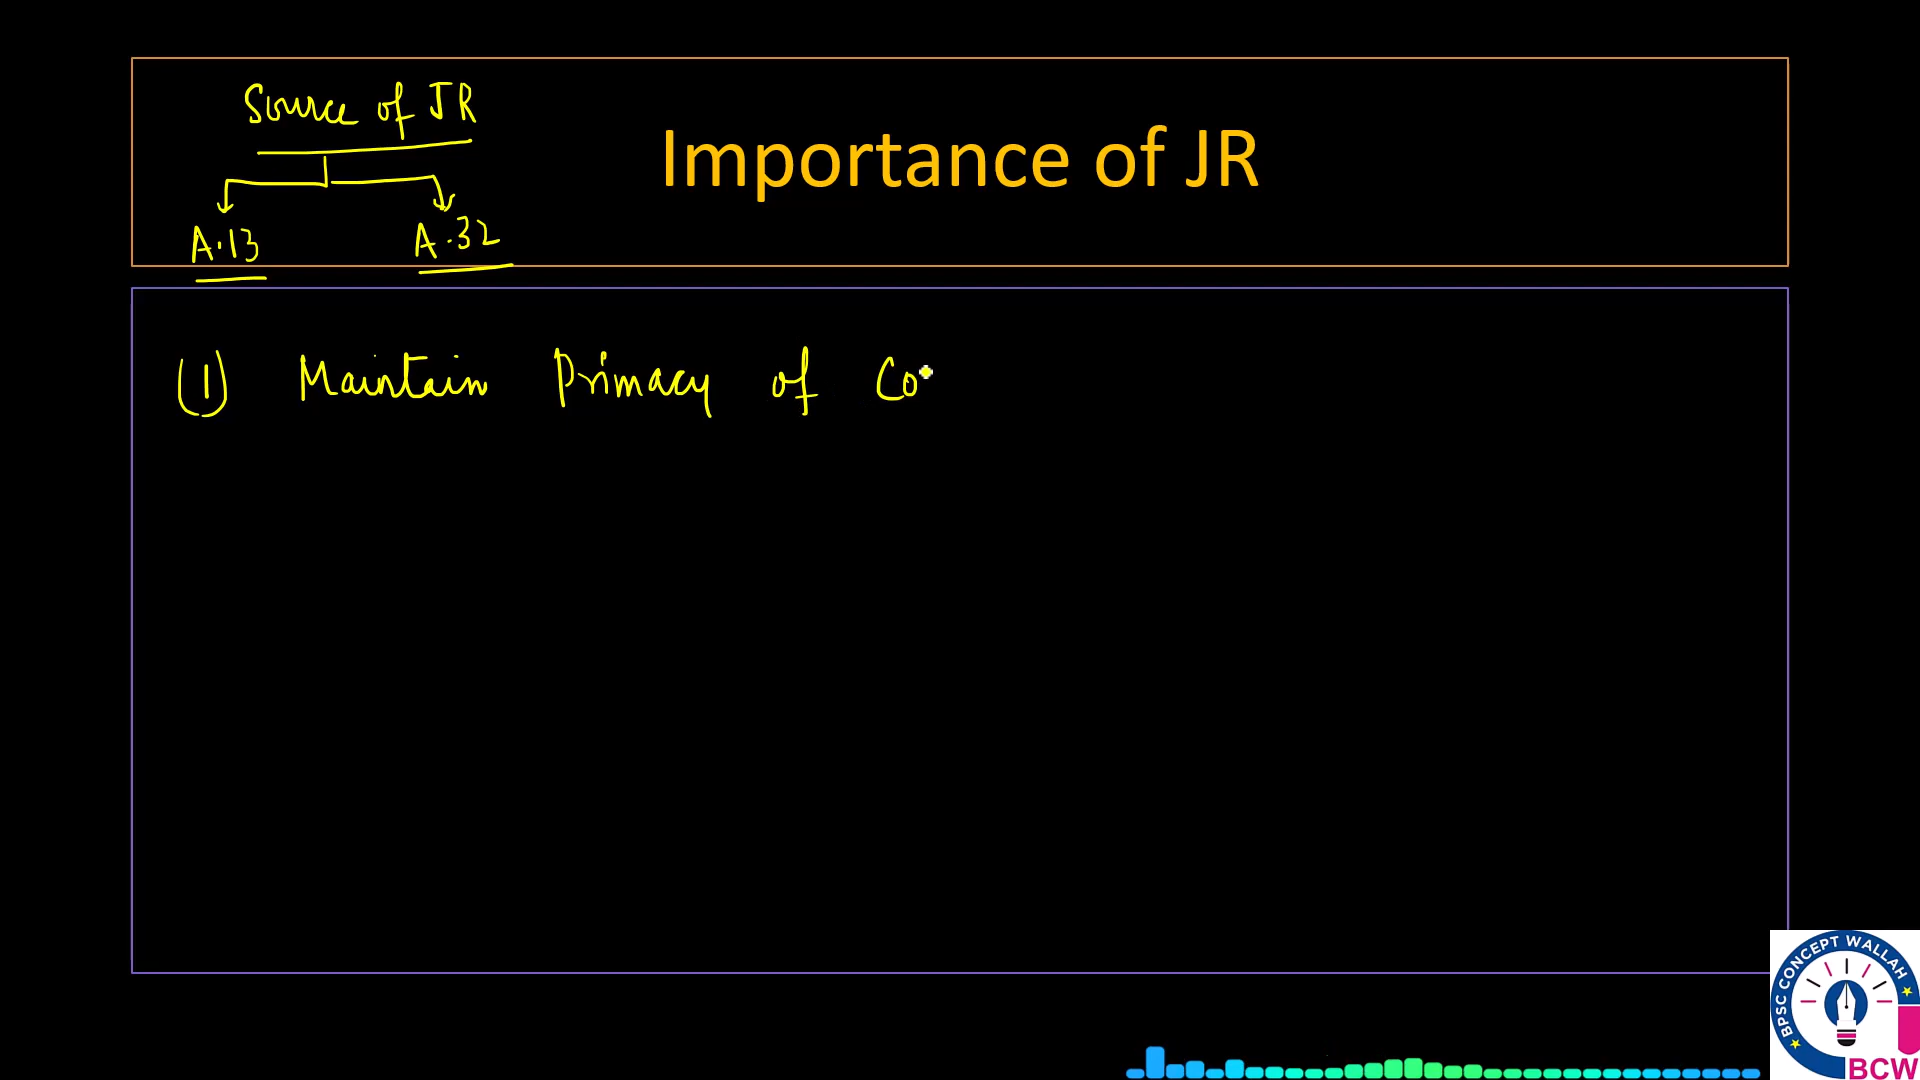 Source of JR
Importance of JR
A.13 A.32
(1) Maintain Primacy of Co
BPSC CONCEPT WALLAH
BCW